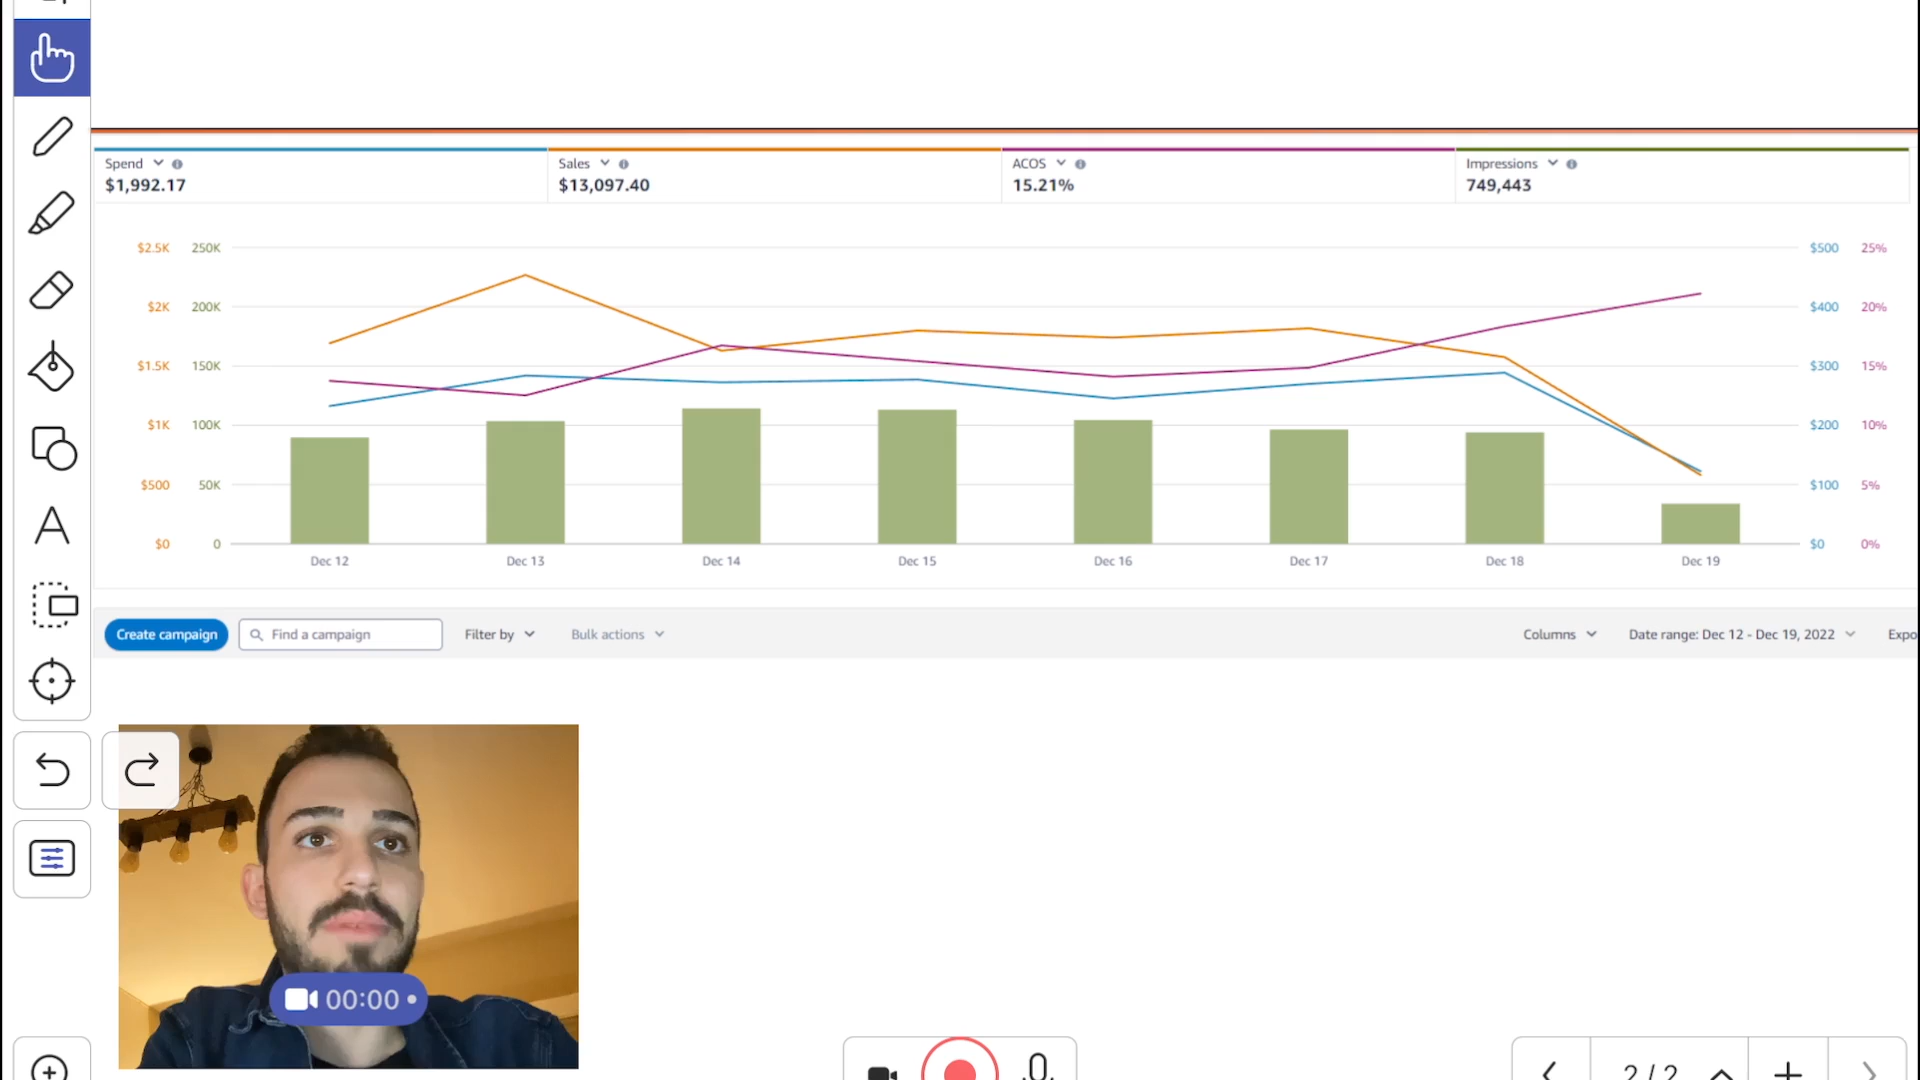 Spend
$1,992.17
Sales
$13,097.40
ACOS
15.21%
Impressions
749,443
$2.5K 250K $500 25%
$2K 200K $400 20%
$1.5K 150K $300 15%
$1K 100K $200 10%
$500 50K $100 5%
$0 0 $0 0%
Dec 12 Dec 13 Dec 14 Dec 15 Dec 16 Dec 17 Dec 18 Dec 19
Create campaign Find a campaign Filter by Bulk actions Columns Date range: Dec 12 - Dec 19, 2022 Expo
00:00
2 / 2